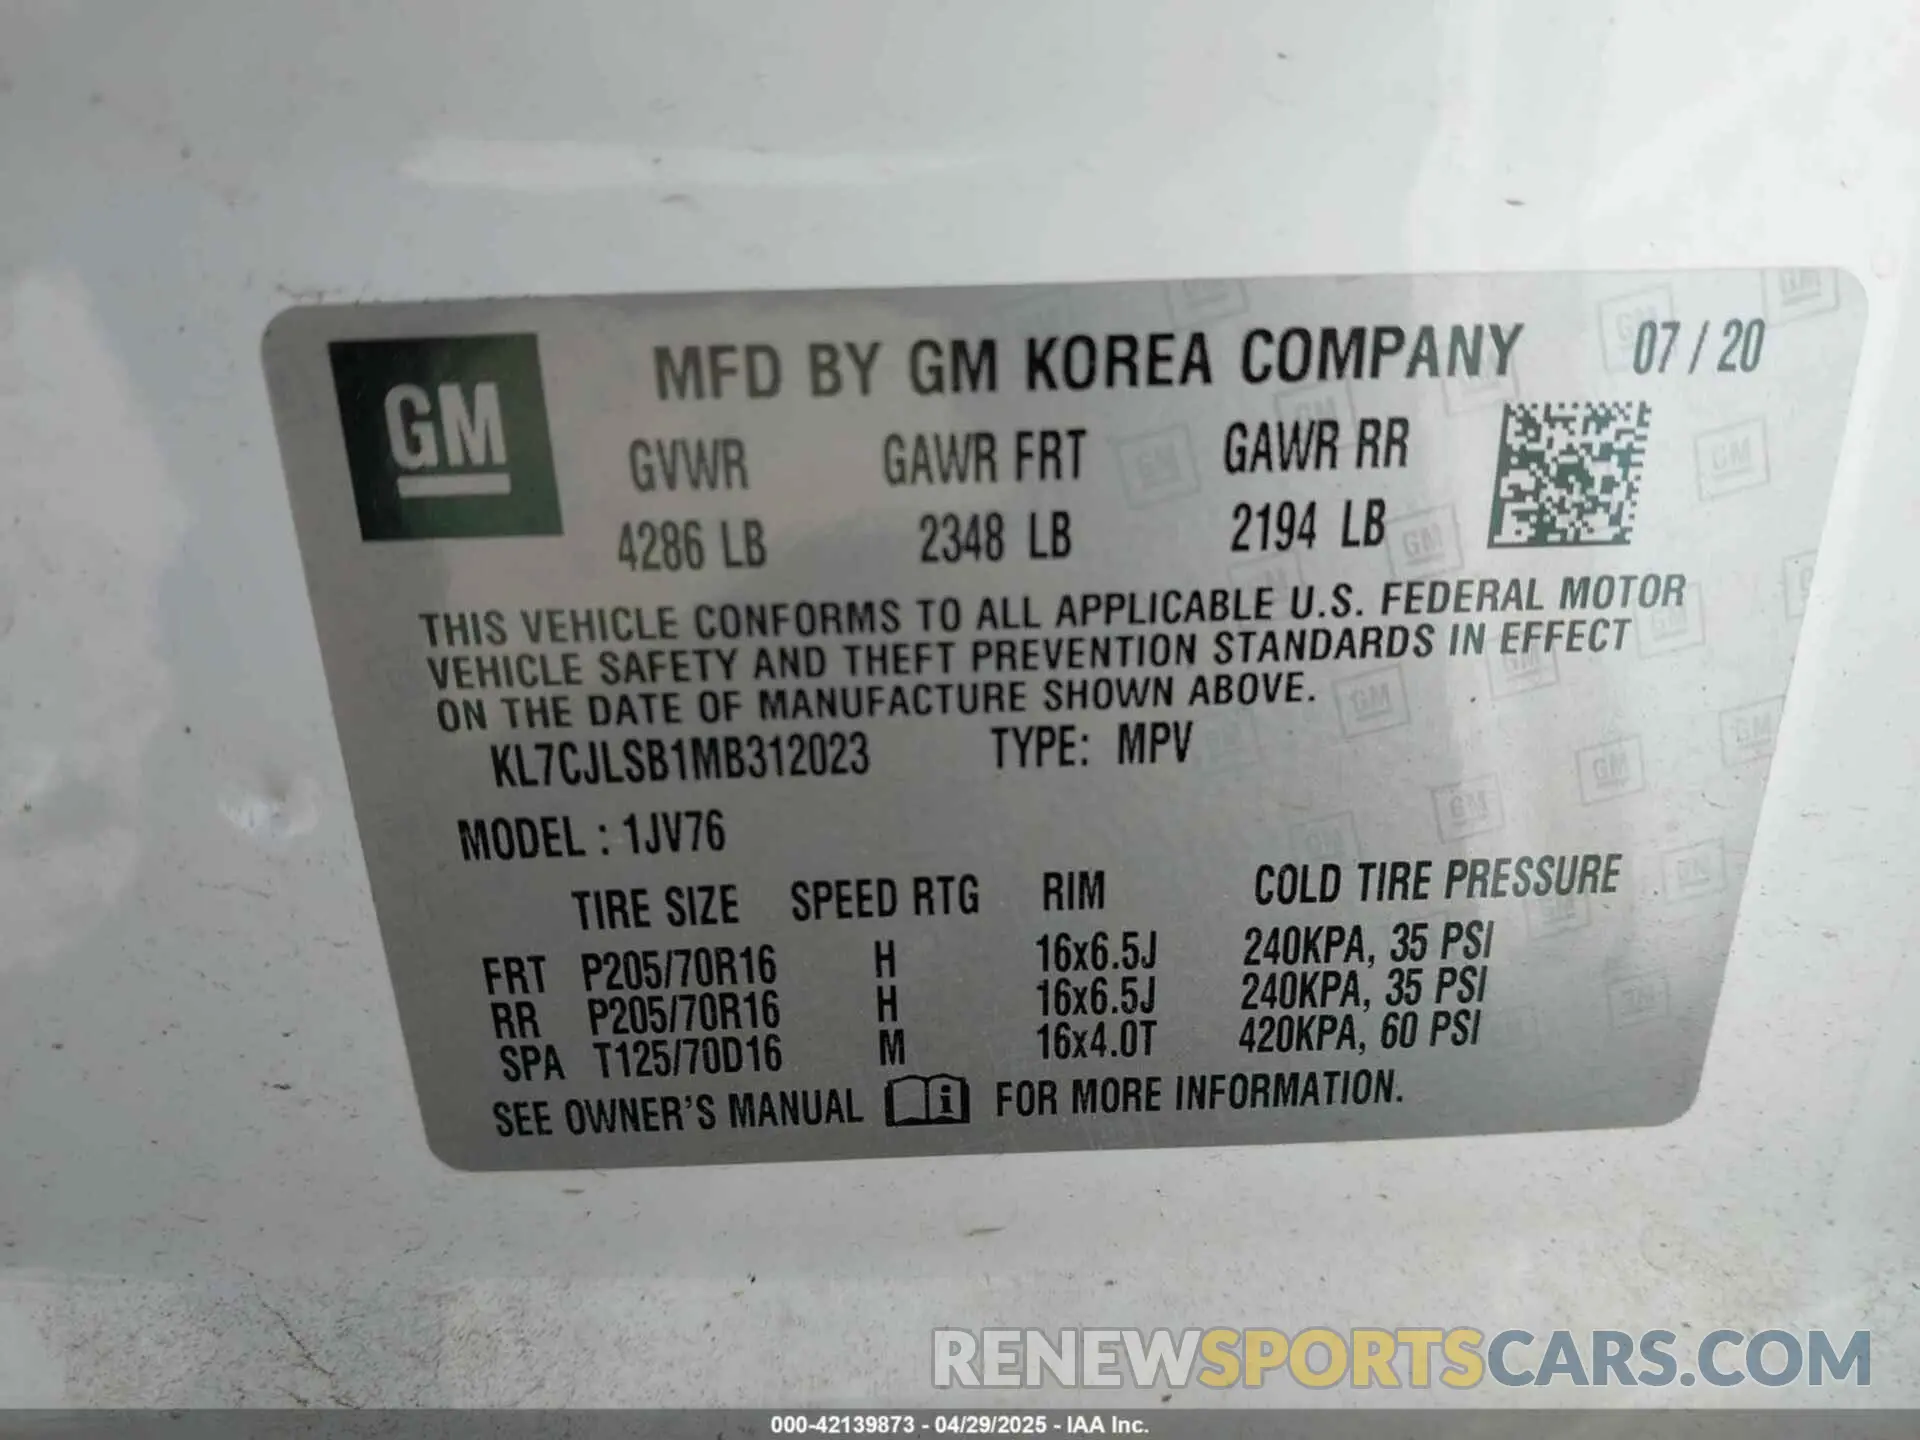 GM
MFD BY GM KOREA COMPANY 07 / 20
GVWR GAWR FRT GAWR RR
4286 LB 2348 LB 2194 LB
THIS VEHICLE CONFORMS TO ALL APPLICABLE U.S. FEDERAL MOTOR
VEHICLE SAFETY AND THEFT PREVENTION STANDARDS IN EFFECT
ON THE DATE OF MANUFACTURE SHOWN ABOVE.
KL7CJLSB1MB312023 TYPE: MPV
MODEL : 1JV76
TIRE SIZE SPEED RTG RIM COLD TIRE PRESSURE
FRT P205/70R16 H 16x6.5J 240KPA, 35 PSI
RR P205/70R16 H 16x6.5J 240KPA, 35 PSI
SPA T125/70D16 M 16x4.0T 420KPA, 60 PSI
SEE OWNER'S MANUAL i FOR MORE INFORMATION.
RENEWSPORTSCARS.COM
000-42139873 - 04/29/2025 - IAA Inc.